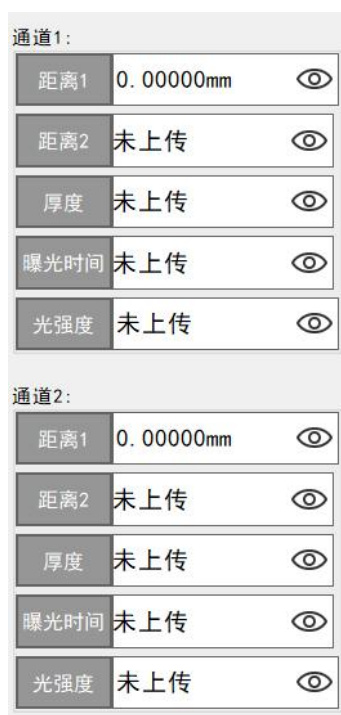 通道1:
距离1 0.00000mm
距离2 未上传
厚度 未上传
曝光时间 未上传
光强度 未上传
通道2:
距离1 0.00000mm
距离2 未上传
厚度 未上传
曝光时间 未上传
光强度 未上传